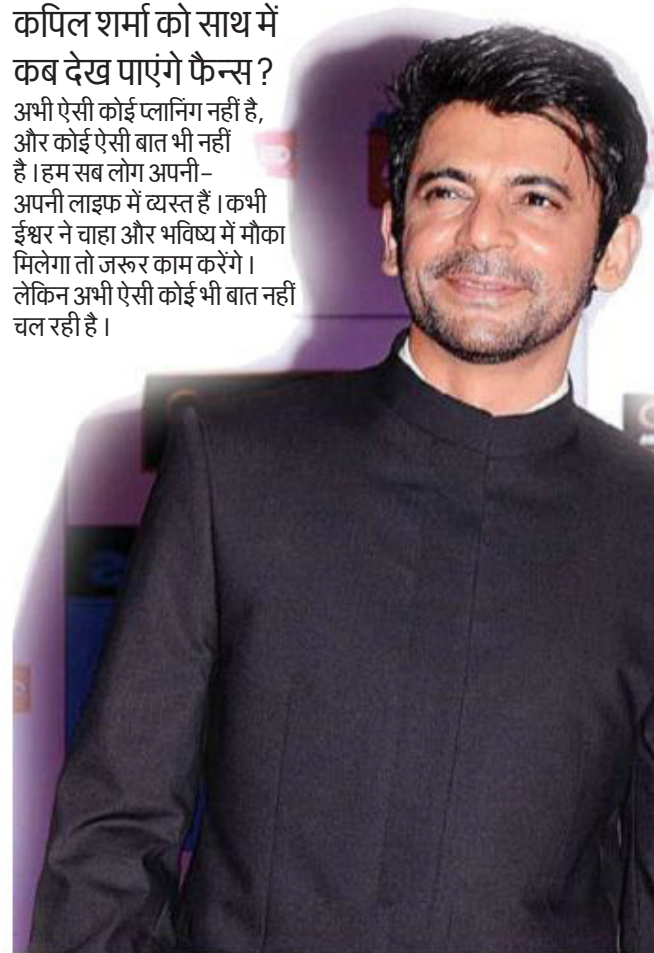 कपिल शर्मा को साथ में
कब देख पाएंगे फैन्स?
अभी ऐसी कोई प्लानिंग नहीं है,
और कोई ऐसी बात भी नहीं
है। हम सब लोग अपनी-
अपनी लाइफ में व्यस्त हैं। कभी
ईश्वर ने चाहा और भविष्य में मौका
मिलेगा तो जरूर काम करेंगे।
लेकिन अभी ऐसी कोई भी बात नहीं
चल रही है।